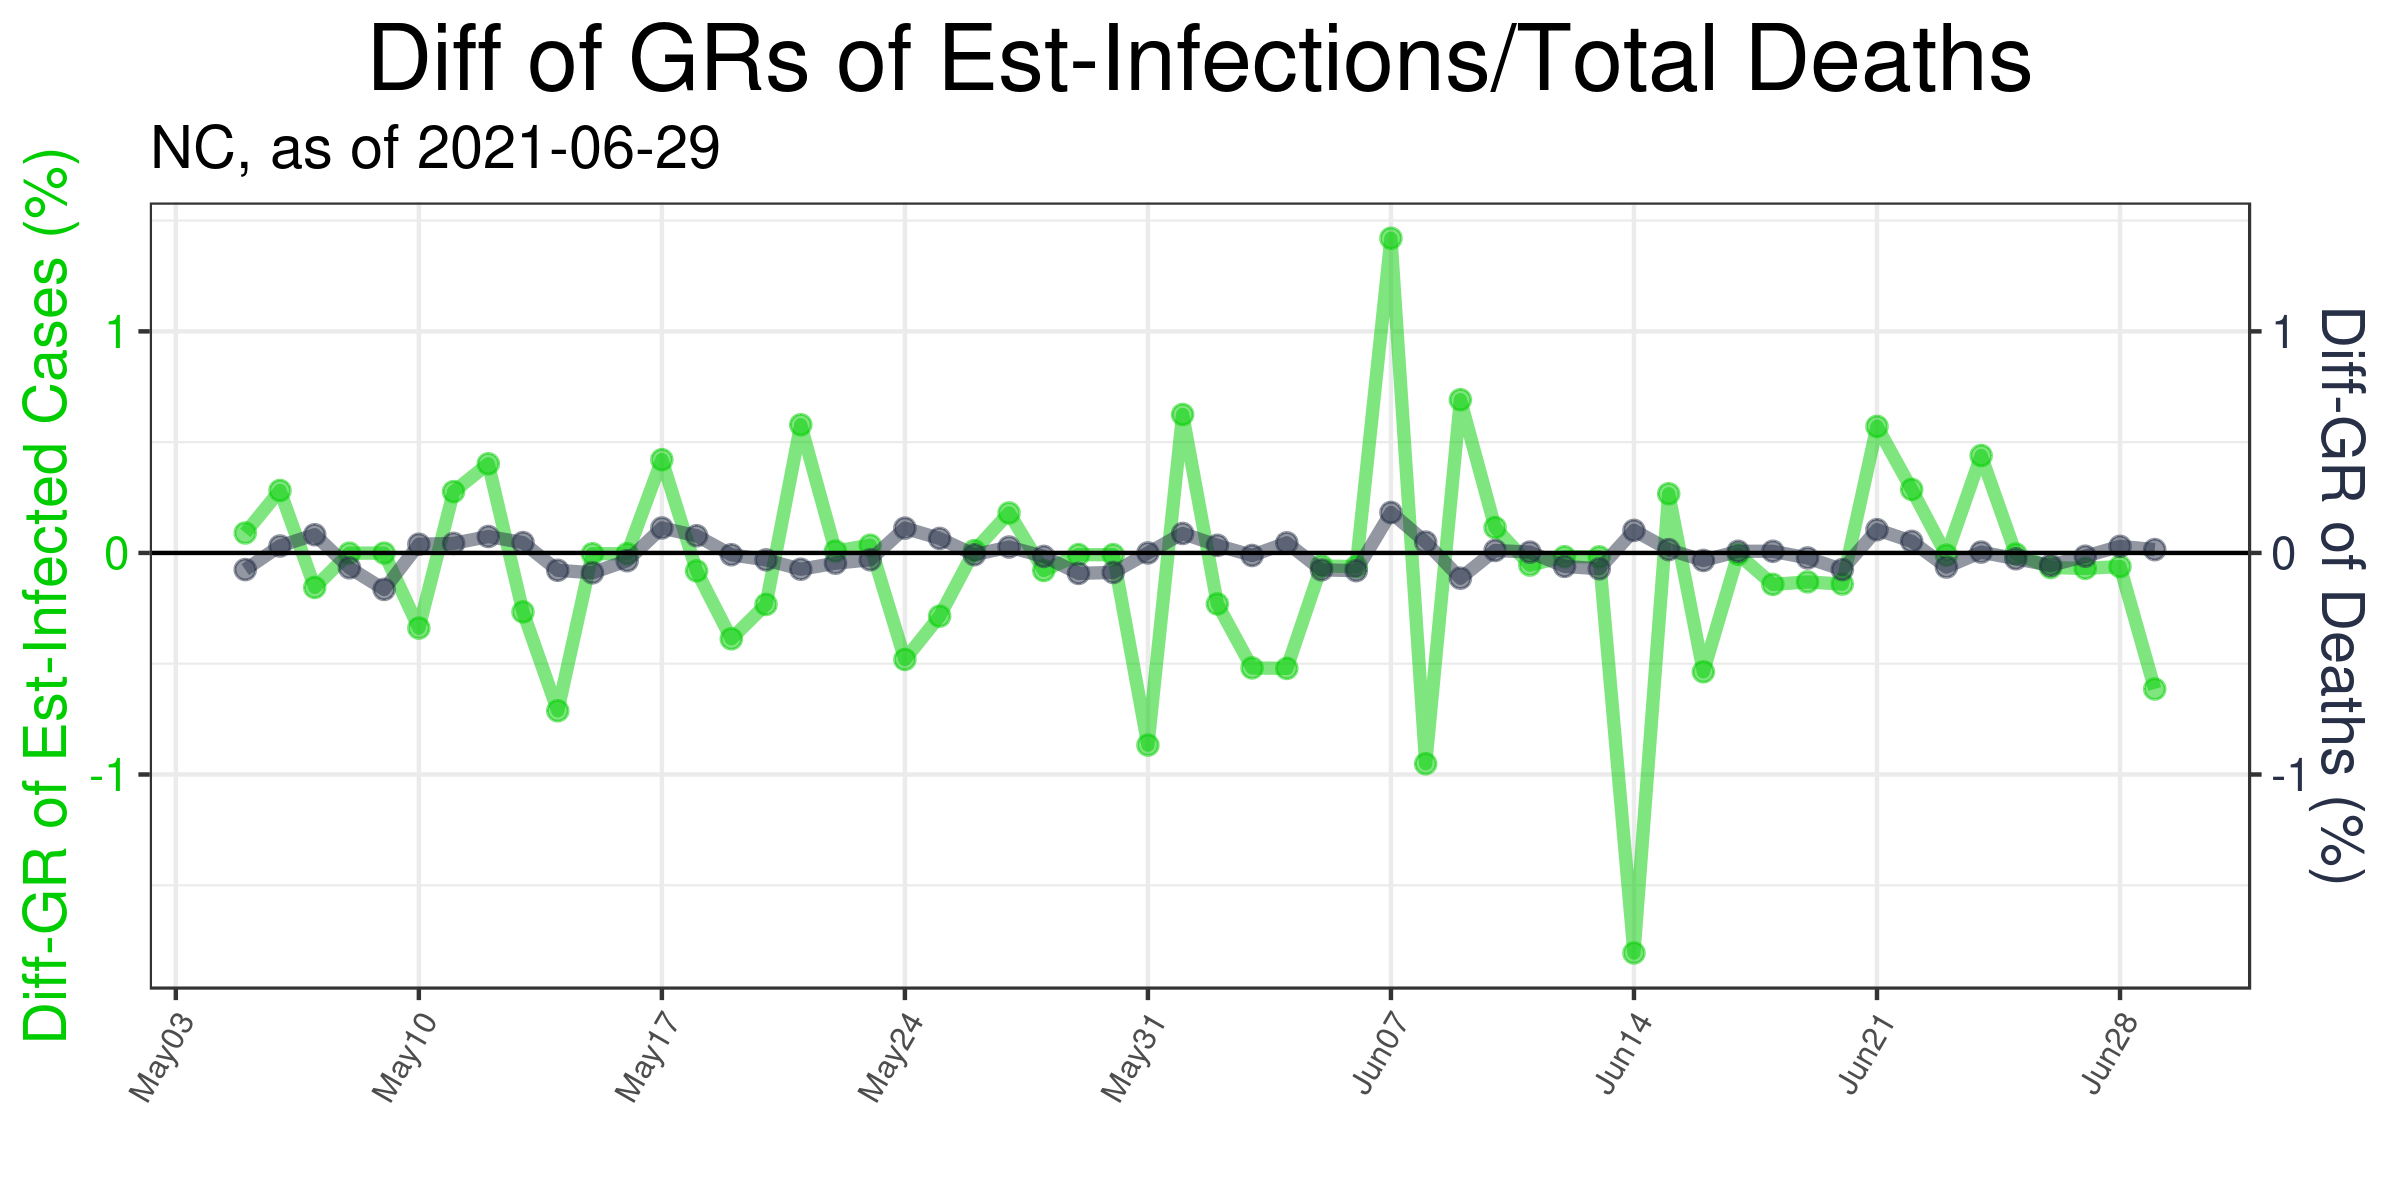 Diff of GRs of Est-Infections/Total Deaths
NC, as of 2021-06-29
Diff-GR of Est-Infected Cases (%)
1
0
-1
1
0
-1
Diff-GR of Deaths (%)
May03
May10
May17
May24
May31
Jun07
Jun14
Jun21
Jun28